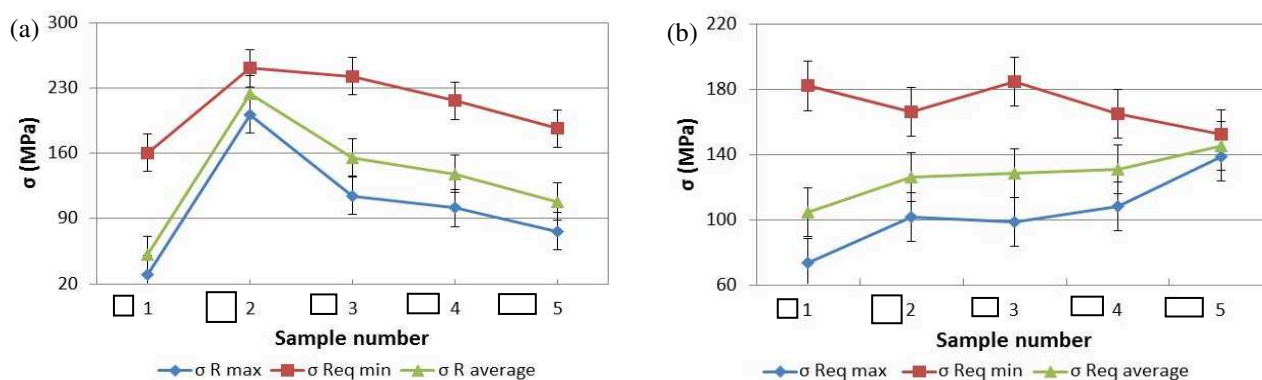 (a)
300
230
160
90
20
σ (MPa)
1 2 3 4 5
Sample number
σ R max σ Req min σ R average
(b)
180
140
100
60
σ (MPa)
1 2 3 4 5
Sample number
σ Req max σ Req min σ Req average